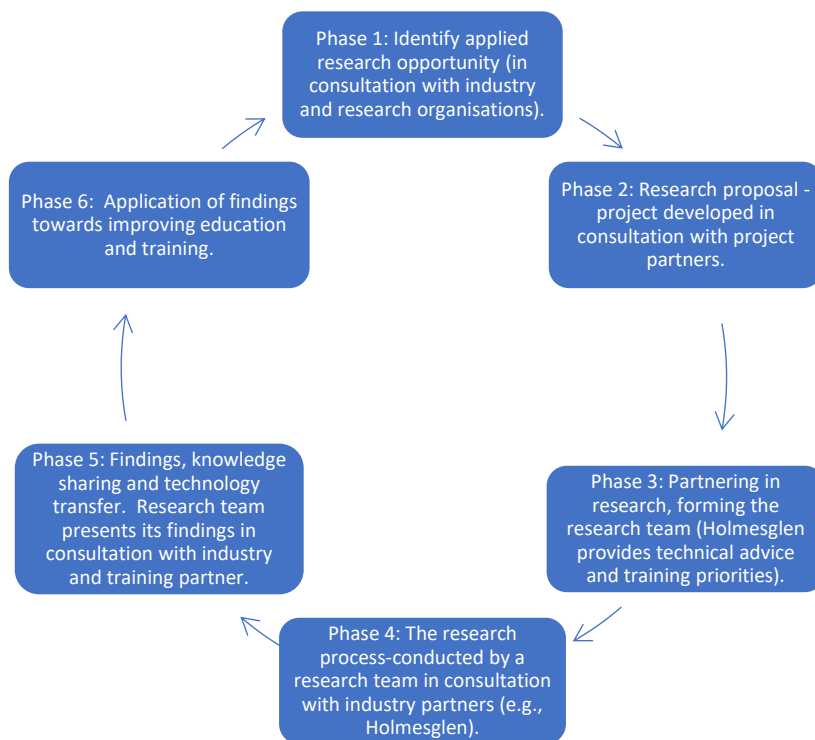 Phase 1: Identify applied
research opportunity (in
consultation with industry
and research organisations).
Phase 2: Research proposal -
project developed in
consultation with project
partners.
Phase 3: Partnering in
research, forming the
research team (Holmesglen
provides technical advice
and training priorities).
Phase 4: The research
process-conducted by a
research team in consultation
with industry partners (e.g.,
Holmesglen).
Phase 5: Findings, knowledge
sharing and technology
transfer.  Research team
presents its findings in
consultation with industry
and training partner.
Phase 6:  Application of findings
towards improving education
and training.